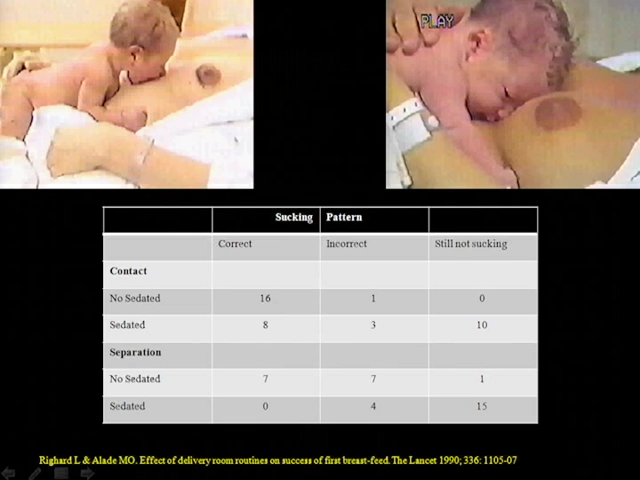 PLAY
Sucking Pattern
Correct Incorrect Still not sucking
Contact
No Sedated 16 1 0
Sedated 8 3 10
Separation
No Sedated 7 7 1
Sedated 0 4 15
Righard L & Alade MO. Effect of delivery room routines on success of first breast-feed. The Lancet 1990; 336: 1105-07